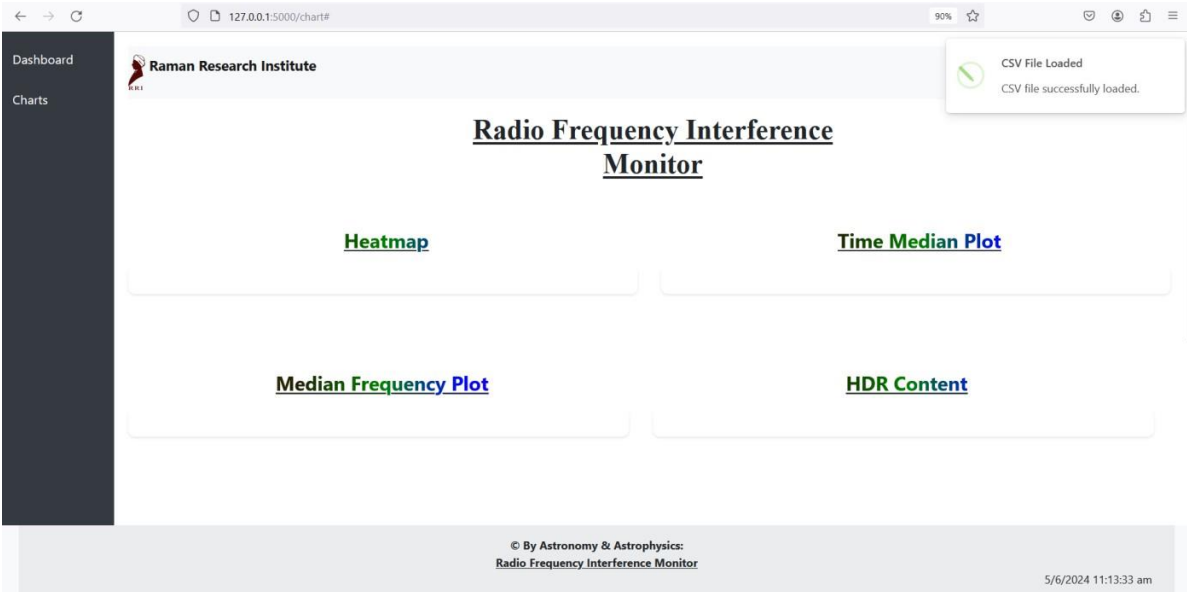 127.0.0.1:5000/chart#
90%
Dashboard
Charts
RRI
Raman Research Institute
CSV File Loaded
CSV file successfully loaded.
Radio Frequency Interference
Monitor
Heatmap
Time Median Plot
Median Frequency Plot
HDR Content
© By Astronomy & Astrophysics:
Radio Frequency Interference Monitor
5/6/2024 11:13:33 am